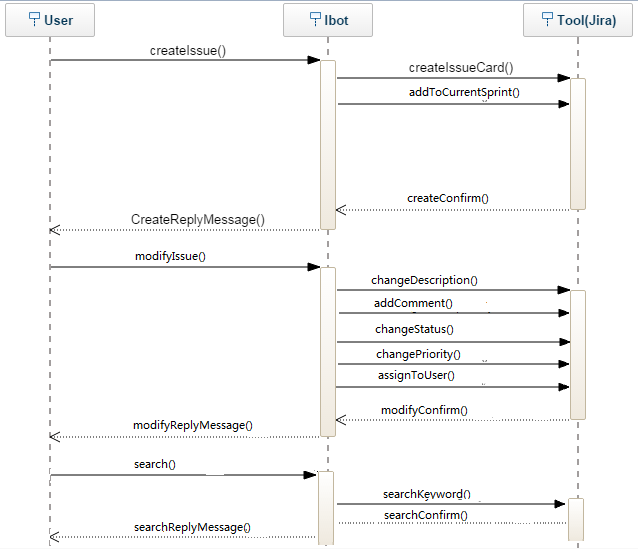 User
Ibot
Tool(Jira)
createIssue()
createIssueCard()
addToCurrentSprint()
createConfirm()
CreateReplyMessage()
modifyIssue()
changeDescription()
addComment()
changeStatus()
changePriority()
assignToUser()
modifyConfirm()
modifyReplyMessage()
search()
searchKeyword()
searchConfirm()
searchReplyMessage()